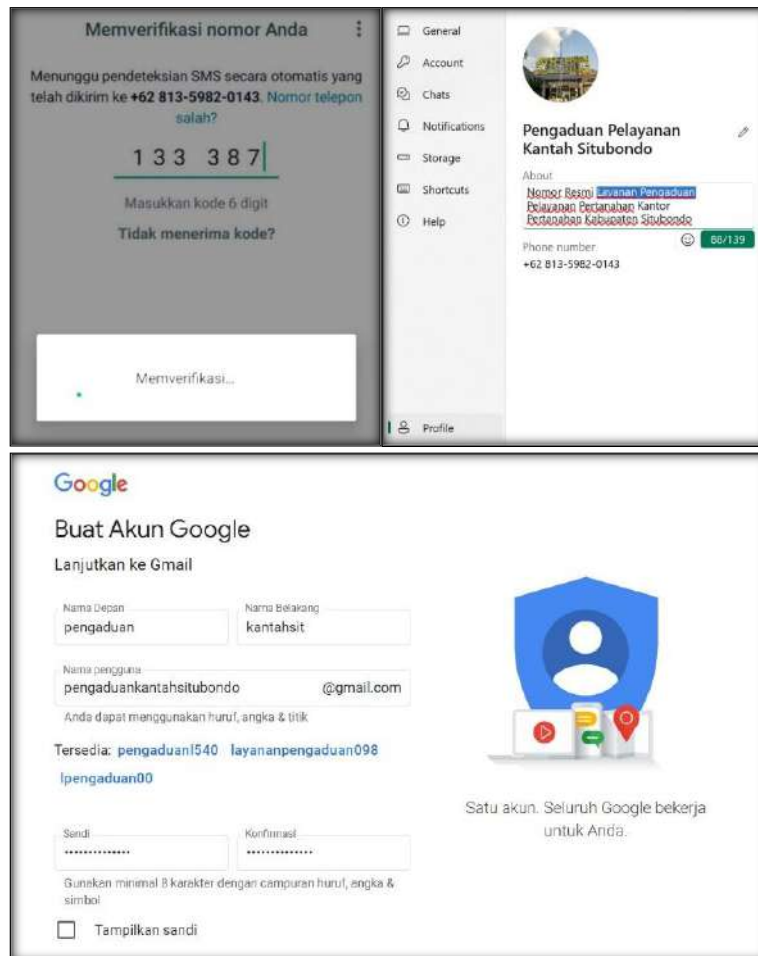 Memverifikasi nomor Anda
Menunggu pendeteksian SMS secara otomatis yang
telah dikirim ke +62 813-5982-0143. Nomor telepon
salah?
133 387
Masukkan kode 6 digit
Tidak menerima kode?
Memverifikasi...
General
Account
Chats
Notifications
Storage
Shortcuts
Help
Profile
Pengaduan Pelayanan
Kantah Situbondo
About
Nomor Resmi Layanan Pengaduan
Pelayanan Pertanahan Kantor
Pertanahan Kabupaten Situbondo
86/139
Phone number
+62 813-5982-0143
Google
Buat Akun Google
Lanjutkan ke Gmail
Nama Depan
Nama Belakang
pengaduan
kantahsit
Nama pengguna
pengaduankantahsitubondo @gmail.com
Anda dapat menggunakan huruf, angka & titik
Tersedia: pengaduanl540 layananpengaduan098
lpengaduan00
Sandi
Konfirmasi
Gunakan minimal 8 karakter dengan campuran huruf, angka &
simbol
Tampilkan sandi
Satu akun. Seluruh Google bekerja
untuk Anda.